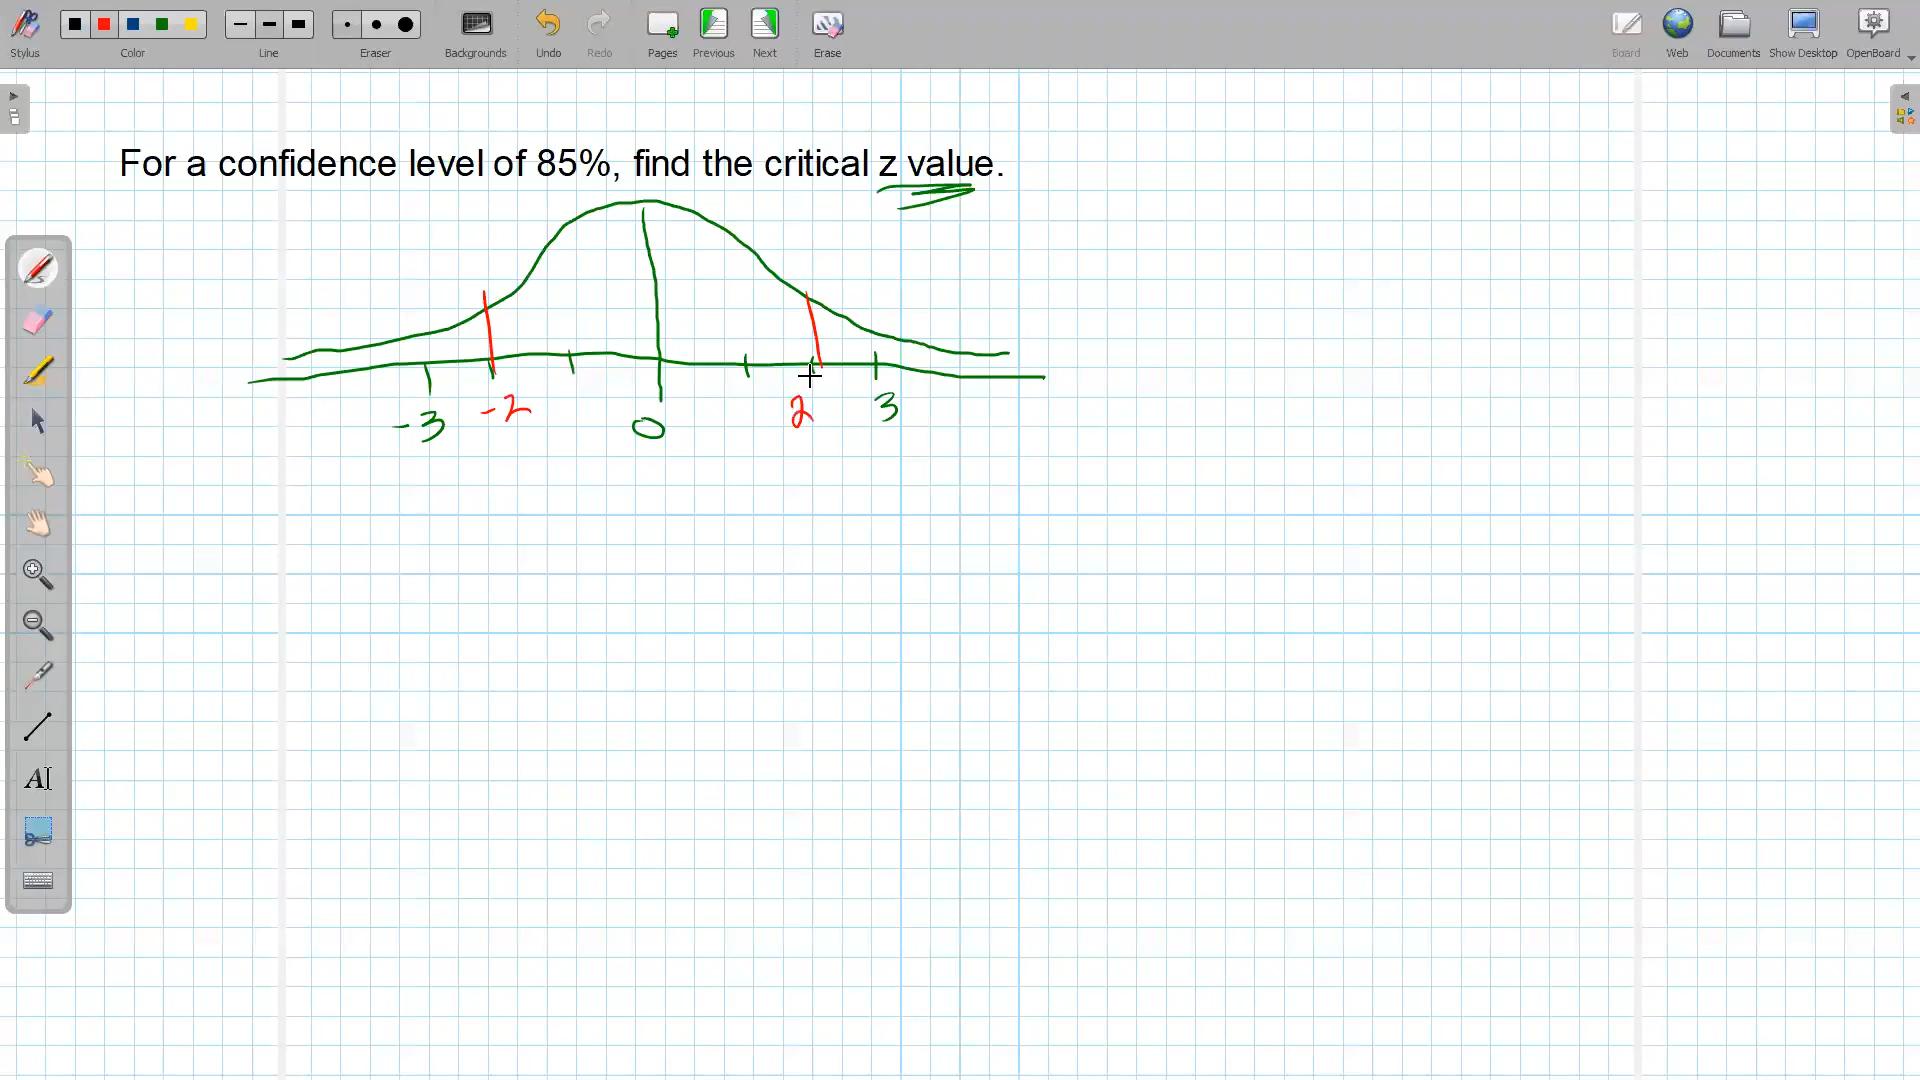 Stylus Color Line Eraser Backgrounds Undo Redo Pages Previous Next Erase Board Web Documents Show Desktop OpenBoard
For a confidence level of 85%, find the critical z value.
-3 -2 0 2 3
A